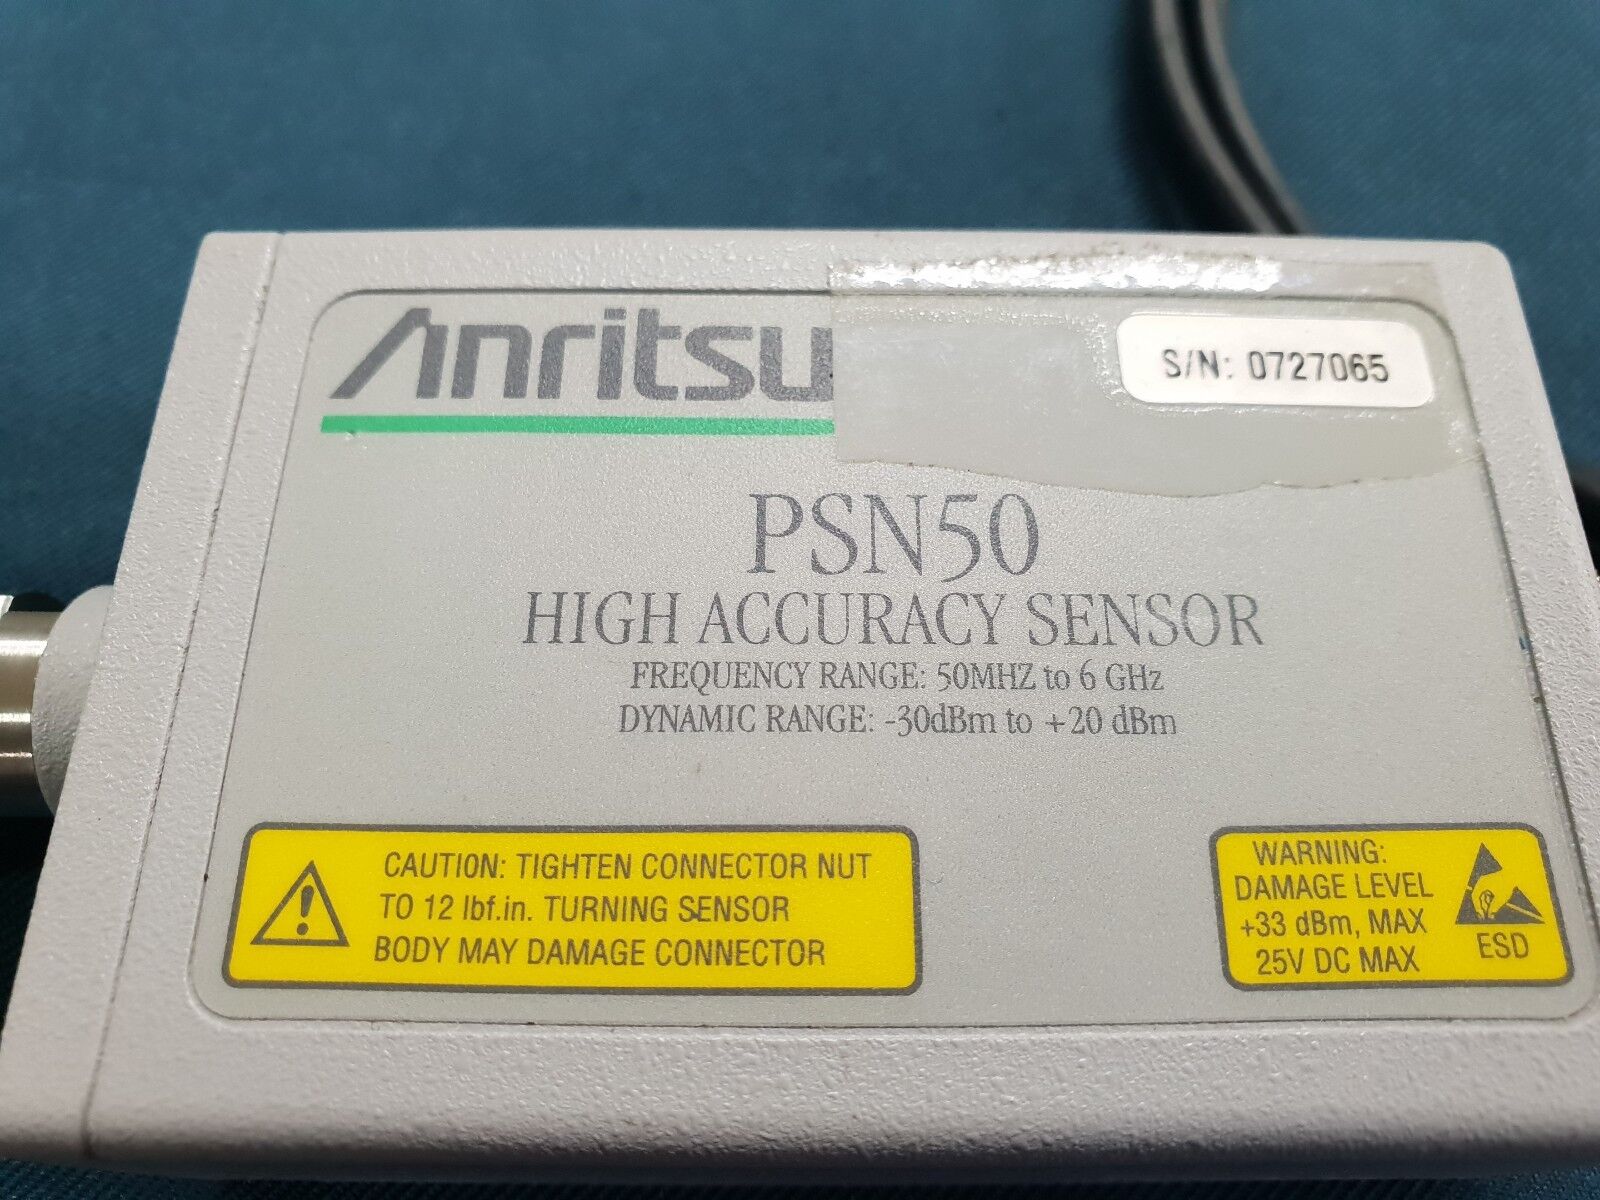 Anritsu
S/N: 0727065
PSN50
HIGH ACCURACY SENSOR
FREQUENCY RANGE: 50MHZ to 6 GHz
DYNAMIC RANGE: -30dBm to +20 dBm
CAUTION: TIGHTEN CONNECTOR NUT
TO 12 lbf.in. TURNING SENSOR
BODY MAY DAMAGE CONNECTOR
WARNING:
DAMAGE LEVEL
+33 dBm, MAX
25V DC MAX
ESD